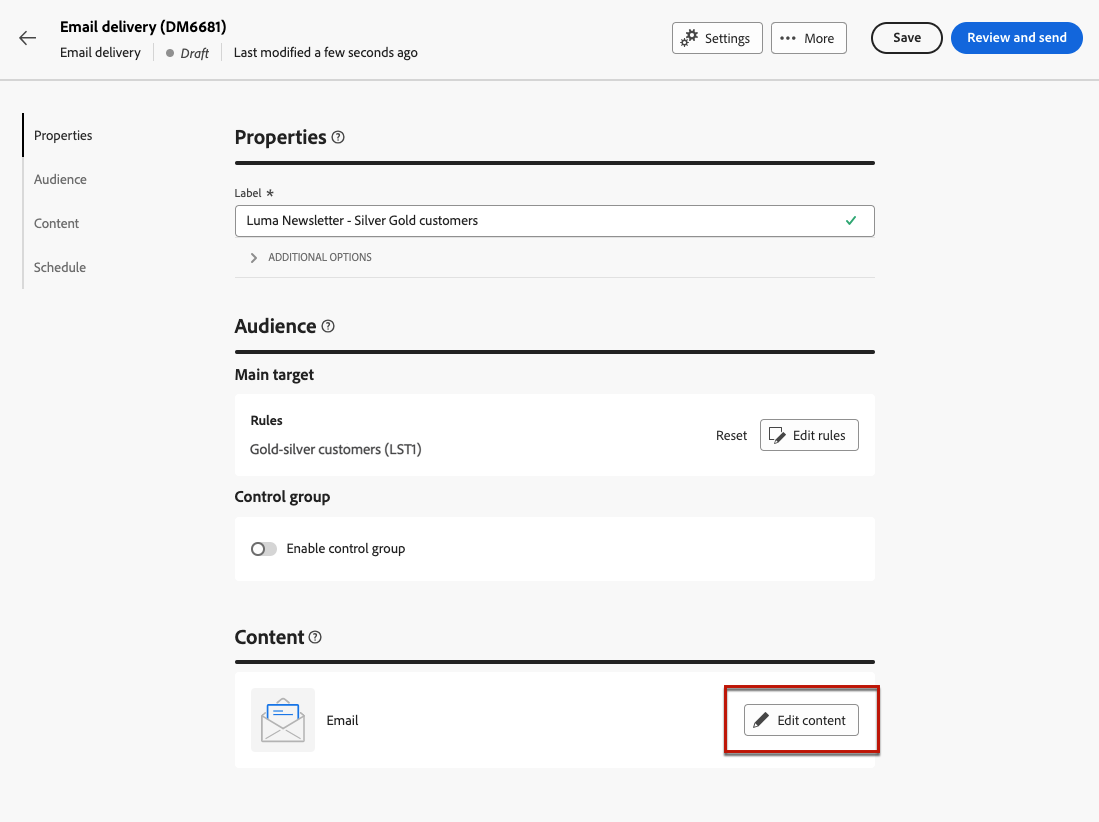 Email delivery (DM6681)
Email delivery Draft Last modified a few seconds ago
Settings
More
Save
Review and send
Properties
Audience
Content
Schedule
Properties
Label *
Luma Newsletter - Silver Gold customers
ADDITIONAL OPTIONS
Audience
Main target
Rules
Gold-silver customers (LST1)
Reset
Edit rules
Control group
Enable control group
Content
Email
Edit content